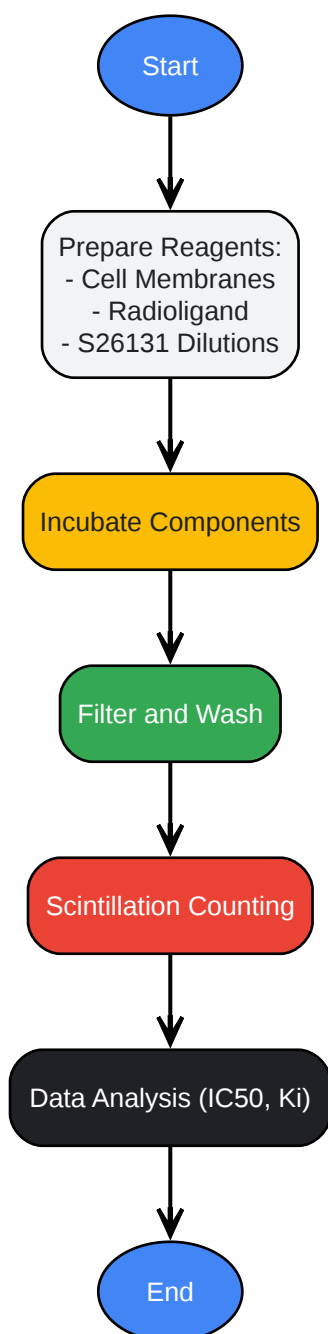 Start
Prepare Reagents:
- Cell Membranes
- Radioligand
- S26131 Dilutions
Incubate Components
Filter and Wash
Scintillation Counting
Data Analysis (IC50, Ki)
End